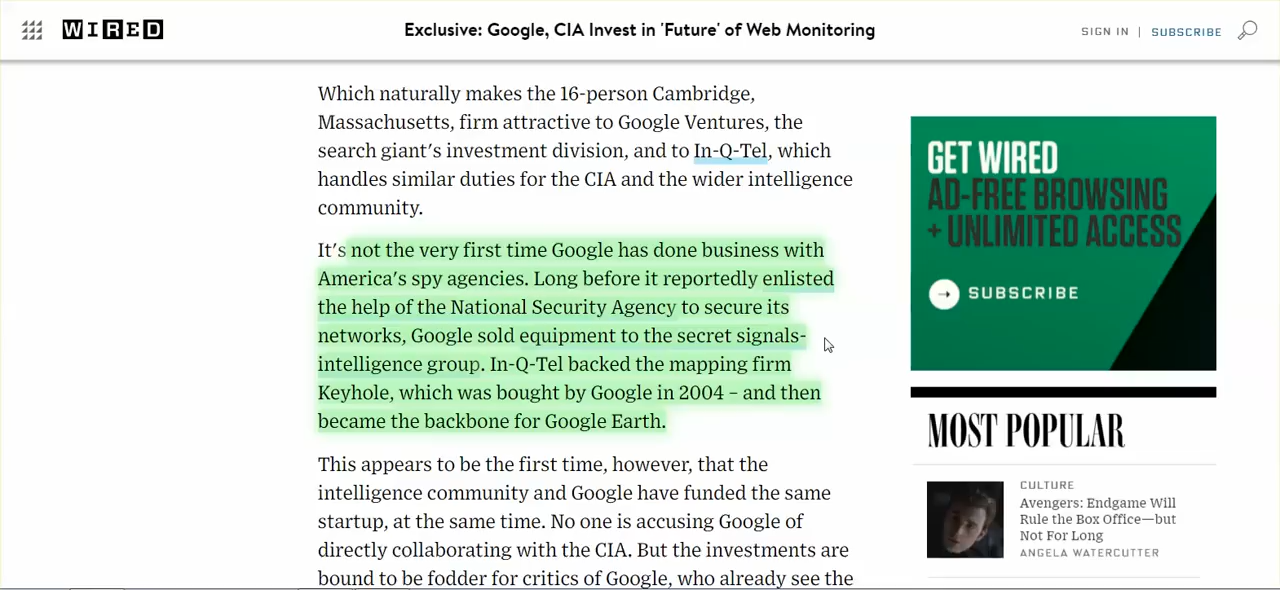 WIRED
Exclusive: Google, CIA Invest in 'Future' of Web Monitoring
SIGN IN | SUBSCRIBE
Which naturally makes the 16-person Cambridge,
Massachusetts, firm attractive to Google Ventures, the
search giant's investment division, and to In-Q-Tel, which
handles similar duties for the CIA and the wider intelligence
community.
It's not the very first time Google has done business with
America's spy agencies. Long before it reportedly enlisted
the help of the National Security Agency to secure its
networks, Google sold equipment to the secret signals-
intelligence group. In-Q-Tel backed the mapping firm
Keyhole, which was bought by Google in 2004 – and then
became the backbone for Google Earth.
This appears to be the first time, however, that the
intelligence community and Google have funded the same
startup, at the same time. No one is accusing Google of
directly collaborating with the CIA. But the investments are
bound to be fodder for critics of Google, who already see the
GET WIRED
AD-FREE BROWSING
+ UNLIMITED ACCESS
SUBSCRIBE
MOST POPULAR
CULTURE
Avengers: Endgame Will
Rule the Box Office—but
Not For Long
ANGELA WATERCUTTER